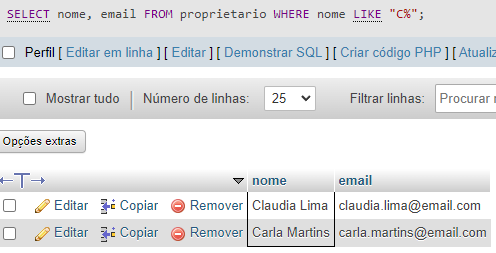 SELECT nome, email FROM proprietario WHERE nome LIKE "C%";
Perfil [ Editar em linha ] [ Editar ] [ Demonstrar SQL ] [ Criar código PHP ] [ Atualiz
Mostrar tudo Número de linhas: 25 Filtrar linhas: Procurar n
Opções extras
←T→ nome email
Editar Copiar Remover Claudia Lima claudia.lima@email.com
Editar Copiar Remover Carla Martins carla.martins@email.com